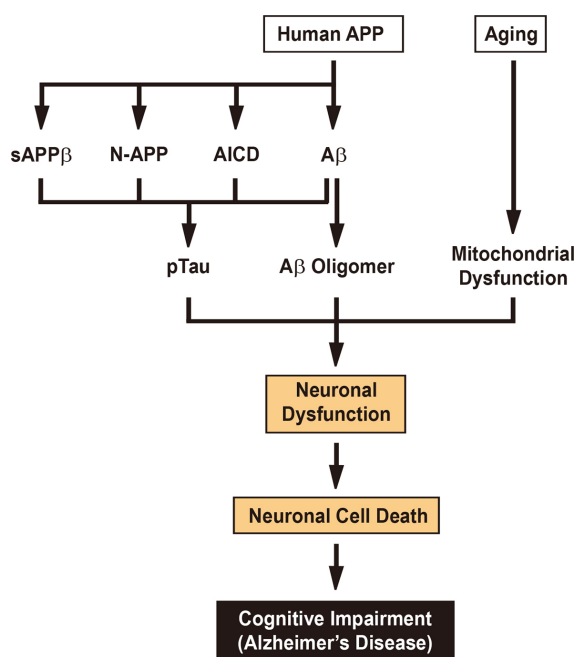 Human APP
Aging
sAPPβ
N-APP
AICD
Aβ
pTau
Aβ Oligomer
Mitochondrial
Dysfunction
Neuronal
Dysfunction
Neuronal Cell Death
Cognitive Impairment
(Alzheimer's Disease)